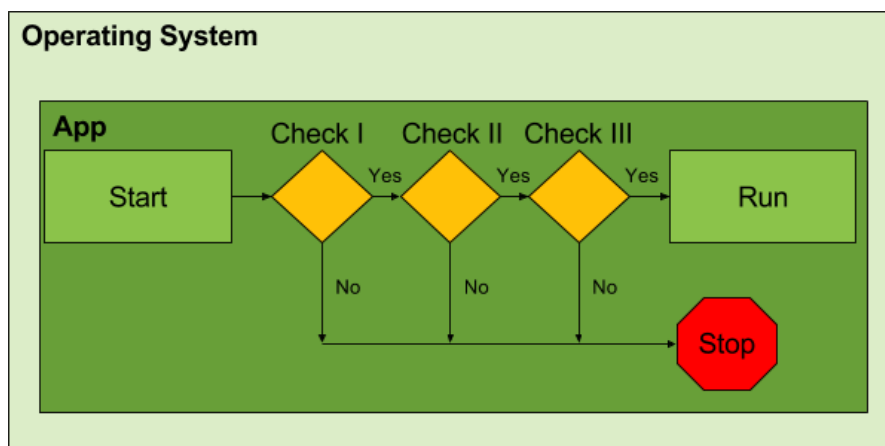 Operating System
App
Check I
Check II
Check III
Start
Yes
Yes
Yes
Run
No
No
No
Stop